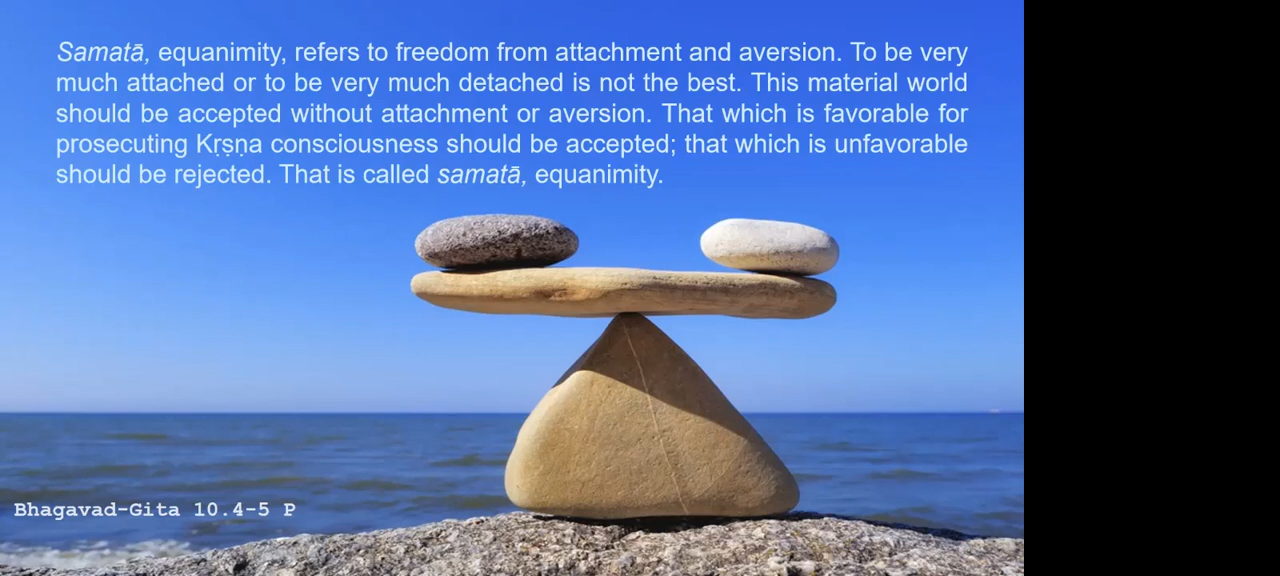 Samatā, equanimity, refers to freedom from attachment and aversion. To be very
much attached or to be very much detached is not the best. This material world
should be accepted without attachment or aversion. That which is favorable for
prosecuting Kṛṣṇa consciousness should be accepted; that which is unfavorable
should be rejected. That is called samatā, equanimity.
Bhagavad-Gita 10.4-5 P